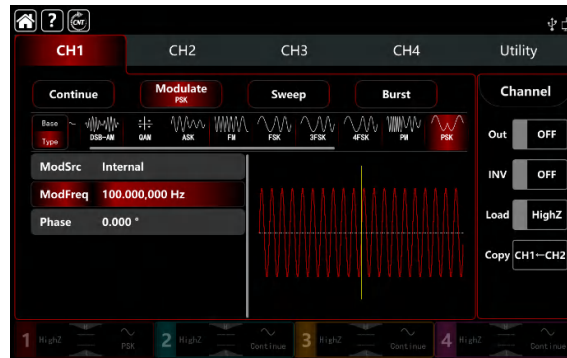 ? CNT
CH1 CH2 CH3 CH4 Utility
Continue Modulate Sweep Burst Channel
PSK
Base
Type DSB-AM QAM ASK FM FSK 3FSK 4FSK PM PSK
Out OFF
ModSrc Internal
INV OFF
ModFreq 100.000,000 Hz
Phase 0.000 °
Load HighZ
Copy CH1←CH2
1 HighZ PSK 2 HighZ Continue 3 HighZ Continue 4 HighZ Continue